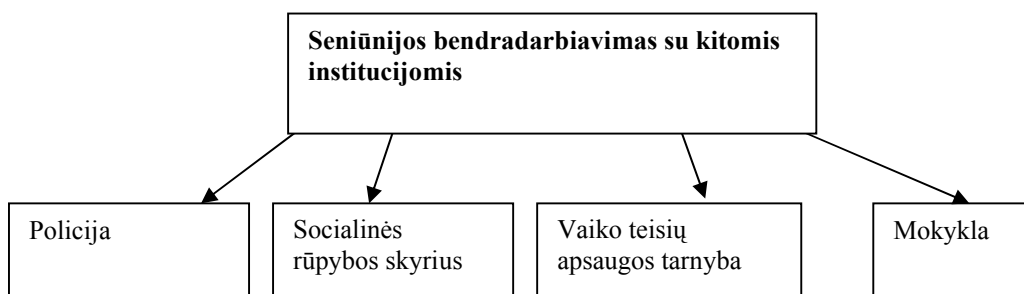 Seniūnijos bendradarbiavimas su kitomis
institucijomis
Policija
Socialinės
rūpybos skyrius
Vaiko teisių
apsaugos tarnyba
Mokykla